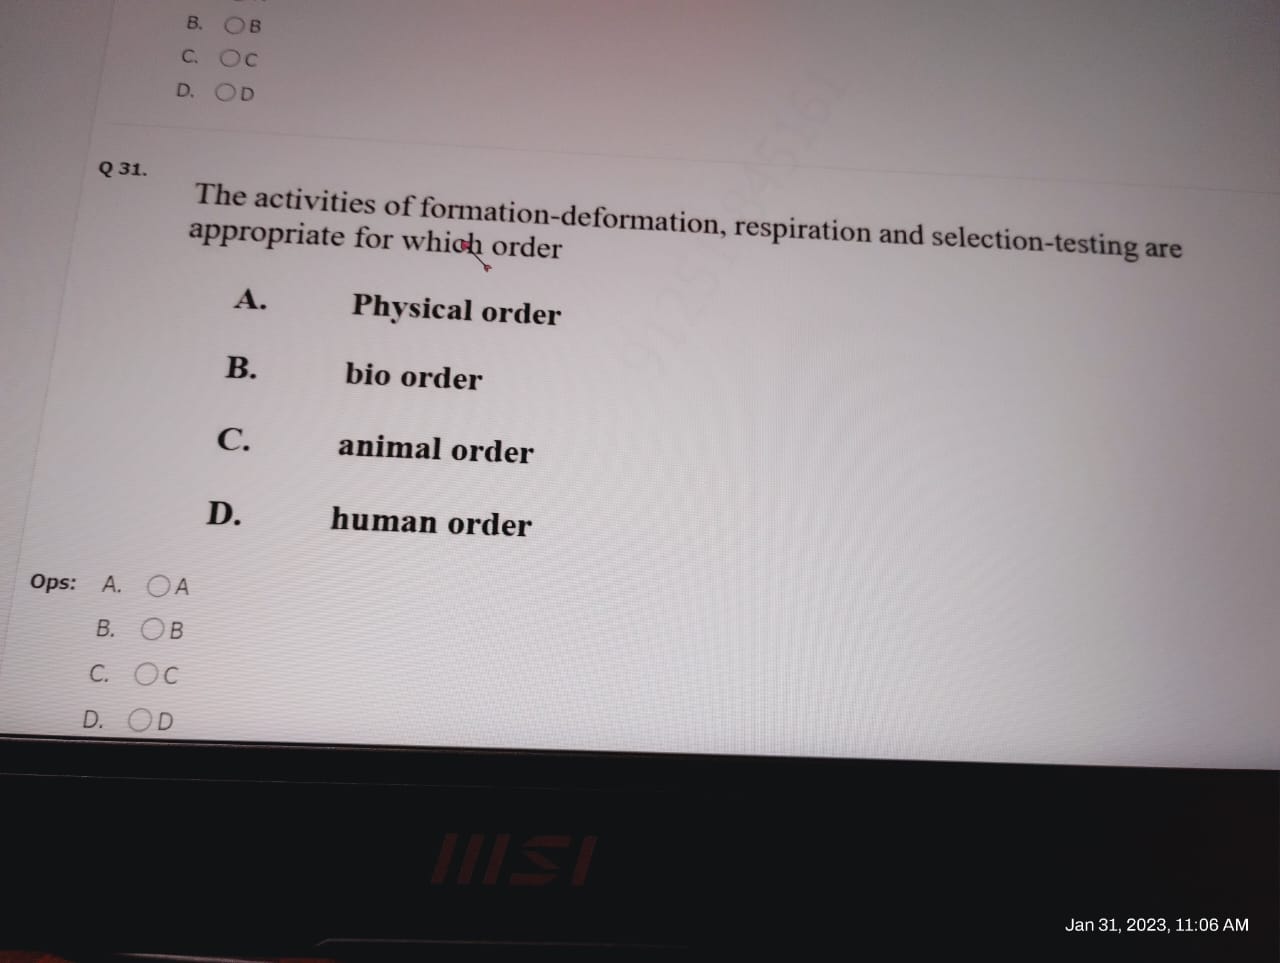 B. B
C. C
D. D
Q 31.
The activities of formation-deformation, respiration and selection-testing are
appropriate for which order
A. Physical order
B. bio order
C. animal order
D. human order
Ops: A. A
B. B
C. C
D. D
msi
Jan 31, 2023, 11:06 AM